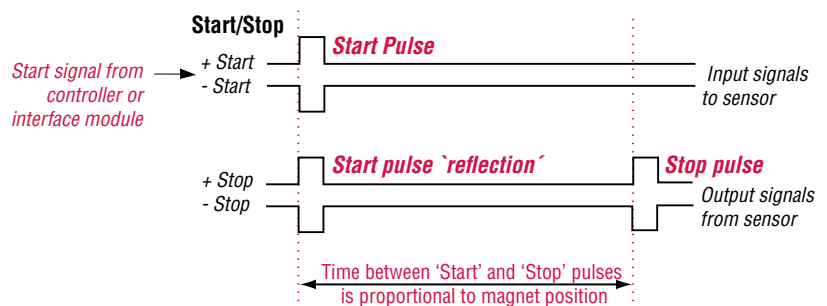 Start/Stop
Start Pulse
Start signal from
controller or
interface module
+ Start
- Start
Input signals
to sensor
Start pulse `reflection´
Stop pulse
+ Stop
- Stop
Output signals
from sensor
Time between ‘Start’ and ‘Stop’ pulses
is proportional to magnet position